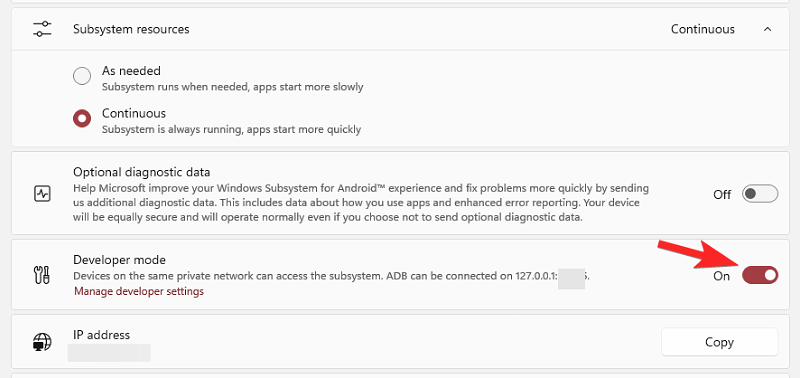 Subsystem resources
Continuous
As needed
Subsystem runs when needed, apps start more slowly
Continuous
Subsystem is always running, apps start more quickly
Optional diagnostic data
Help Microsoft improve your Windows Subsystem for Android™ experience and fix problems more quickly by sending
us additional diagnostic data. This includes data about how you use apps and enhanced error reporting. Your device
will be equally secure and will operate normally even if you choose not to send optional diagnostic data.
Off
Developer mode
Devices on the same private network can access the subsystem. ADB can be connected on 127.0.0.1: 5.
On
Manage developer settings
IP address
Copy